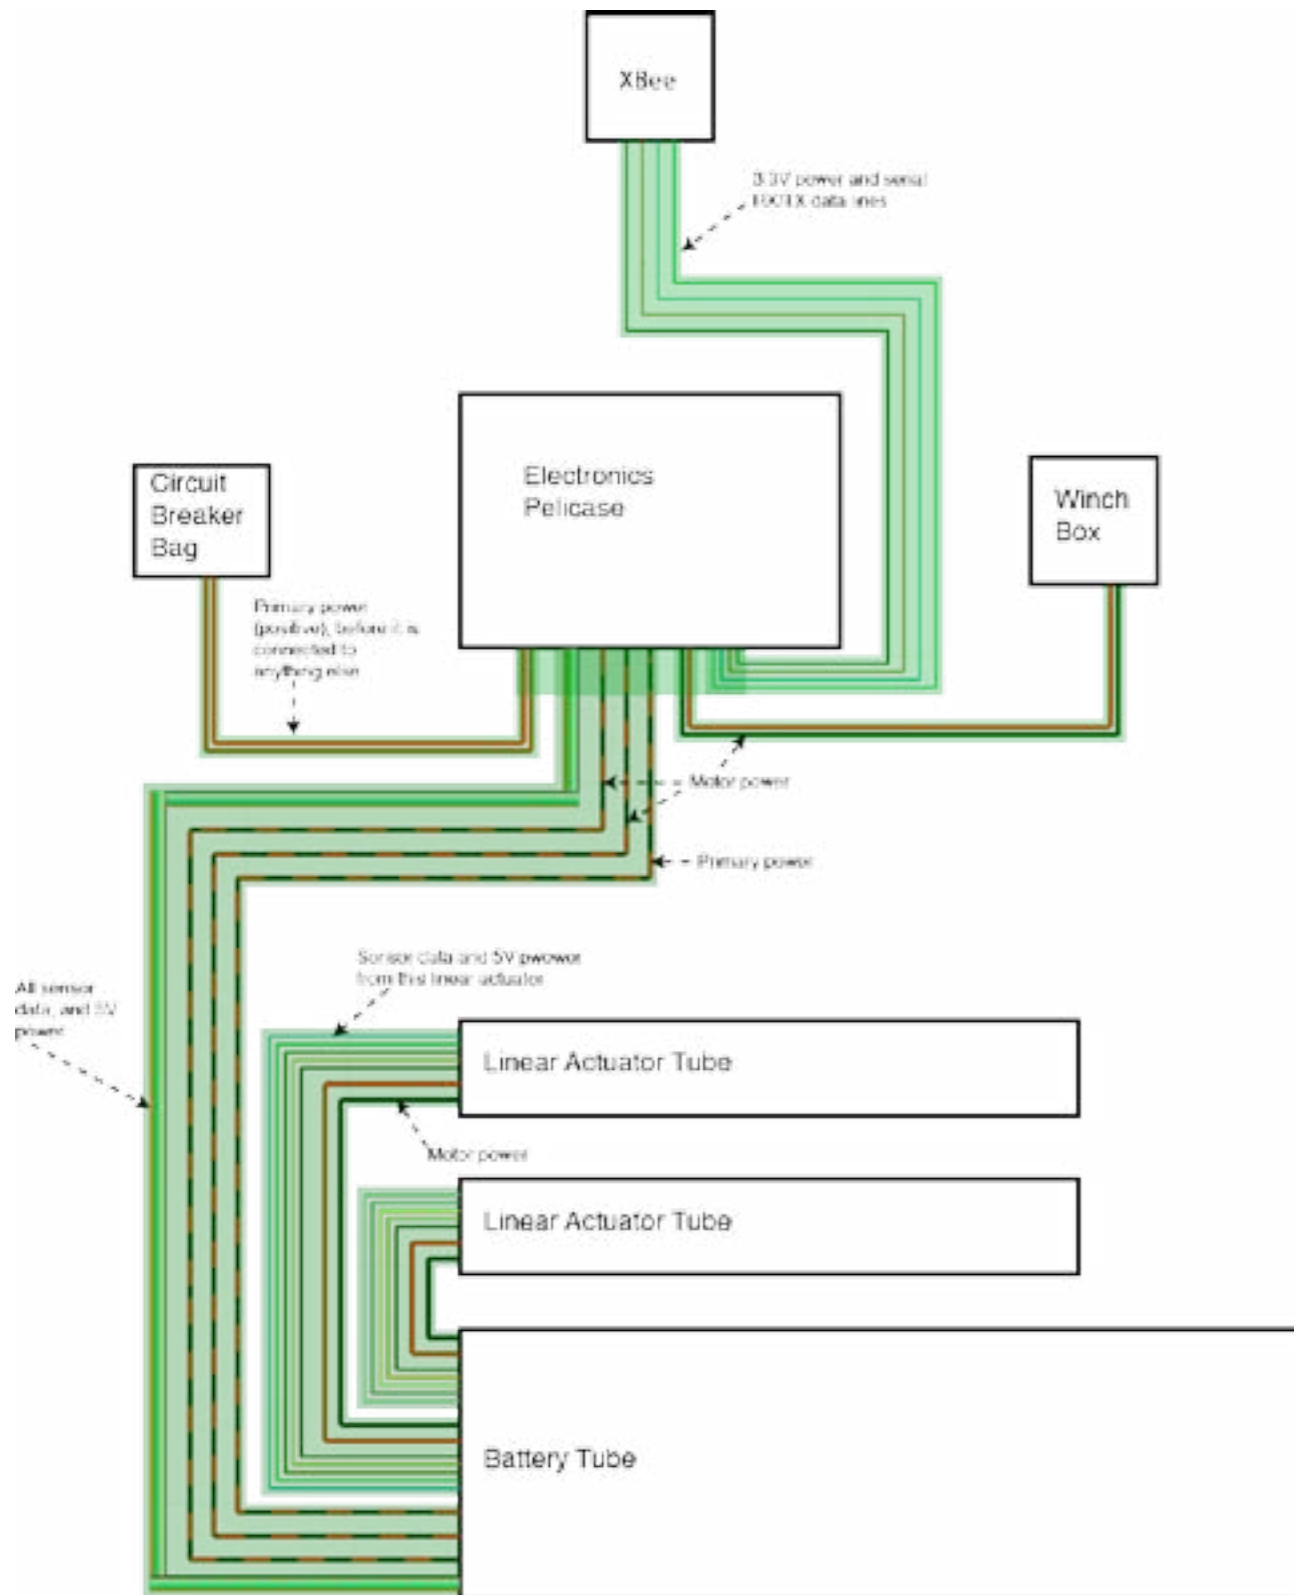 XBee
3.3V power and serial
RX/TX data lines
Electronics
Pelicase
Circuit
Breaker
Bag
Winch
Box
Primary power
(positive), before it is
connected to
anything else
Motor power
Primary power
Sensor data and 5V pwower
from this linear actuator
All sensor
data, and 5V
power
Linear Actuator Tube
Motor power
Linear Actuator Tube
Battery Tube